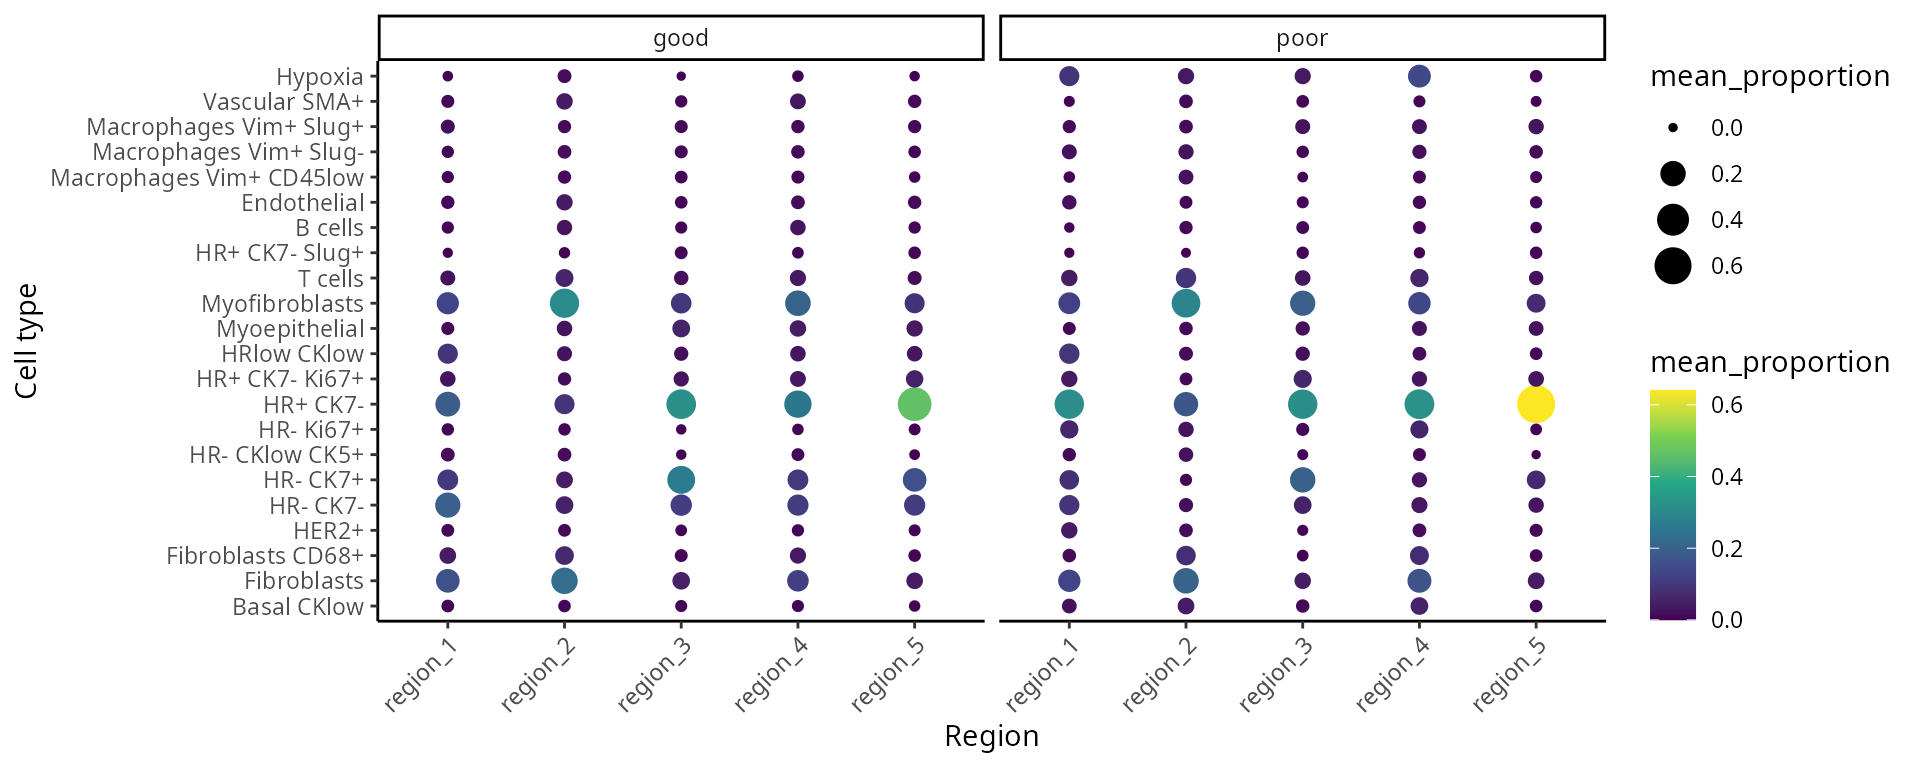 good
poor
Hypoxia
Vascular SMA+
Macrophages Vim+ Slug+
Macrophages Vim+ Slug-
Macrophages Vim+ CD45low
Endothelial
B cells
HR+ CK7- Slug+
T cells
Myofibroblasts
Myoepithelial
HRlow CKlow
HR+ CK7- Ki67+
HR+ CK7-
HR- Ki67+
HR- CKlow CK5+
HR- CK7+
HR- CK7-
HER2+
Fibroblasts CD68+
Fibroblasts
Basal CKlow
Cell type
region_1
region_2
region_3
region_4
region_5
region_1
region_2
region_3
region_4
region_5
Region
mean_proportion
0.0
0.2
0.4
0.6
mean_proportion
0.6
0.4
0.2
0.0